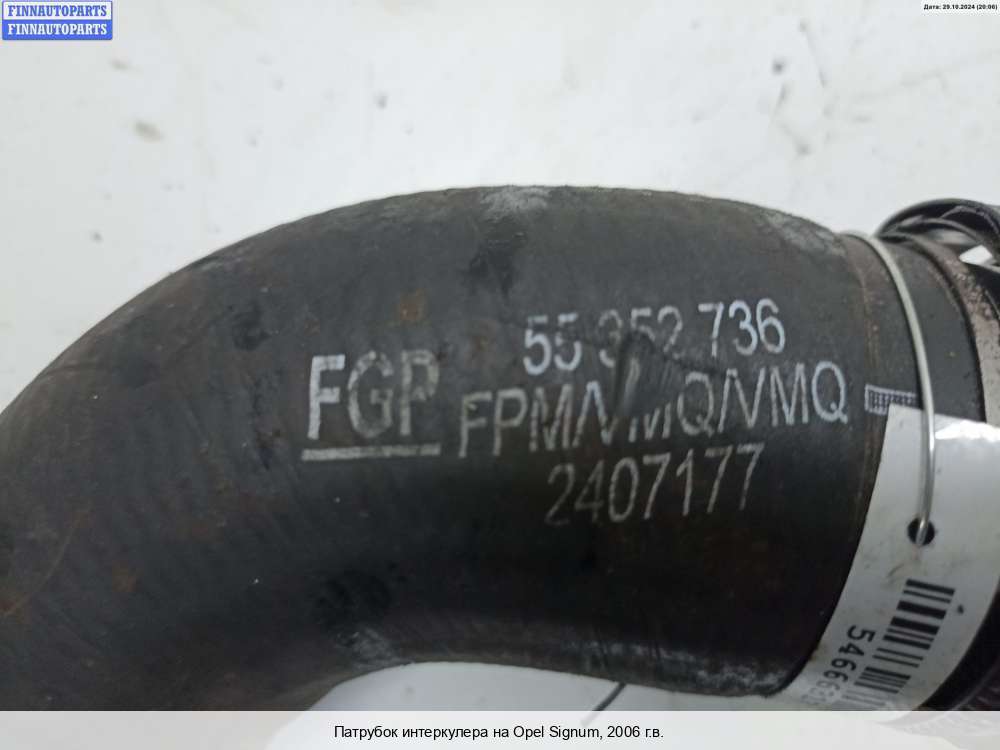 FINNAUTOPARTS
FINNAUTOPARTS
Дата: 29.10.2024 (20:06)
55 352 736
FGP
FPM/VMQ/VMQ
2407177
Патрубок интеркулера на Opel Signum, 2006 г.в.